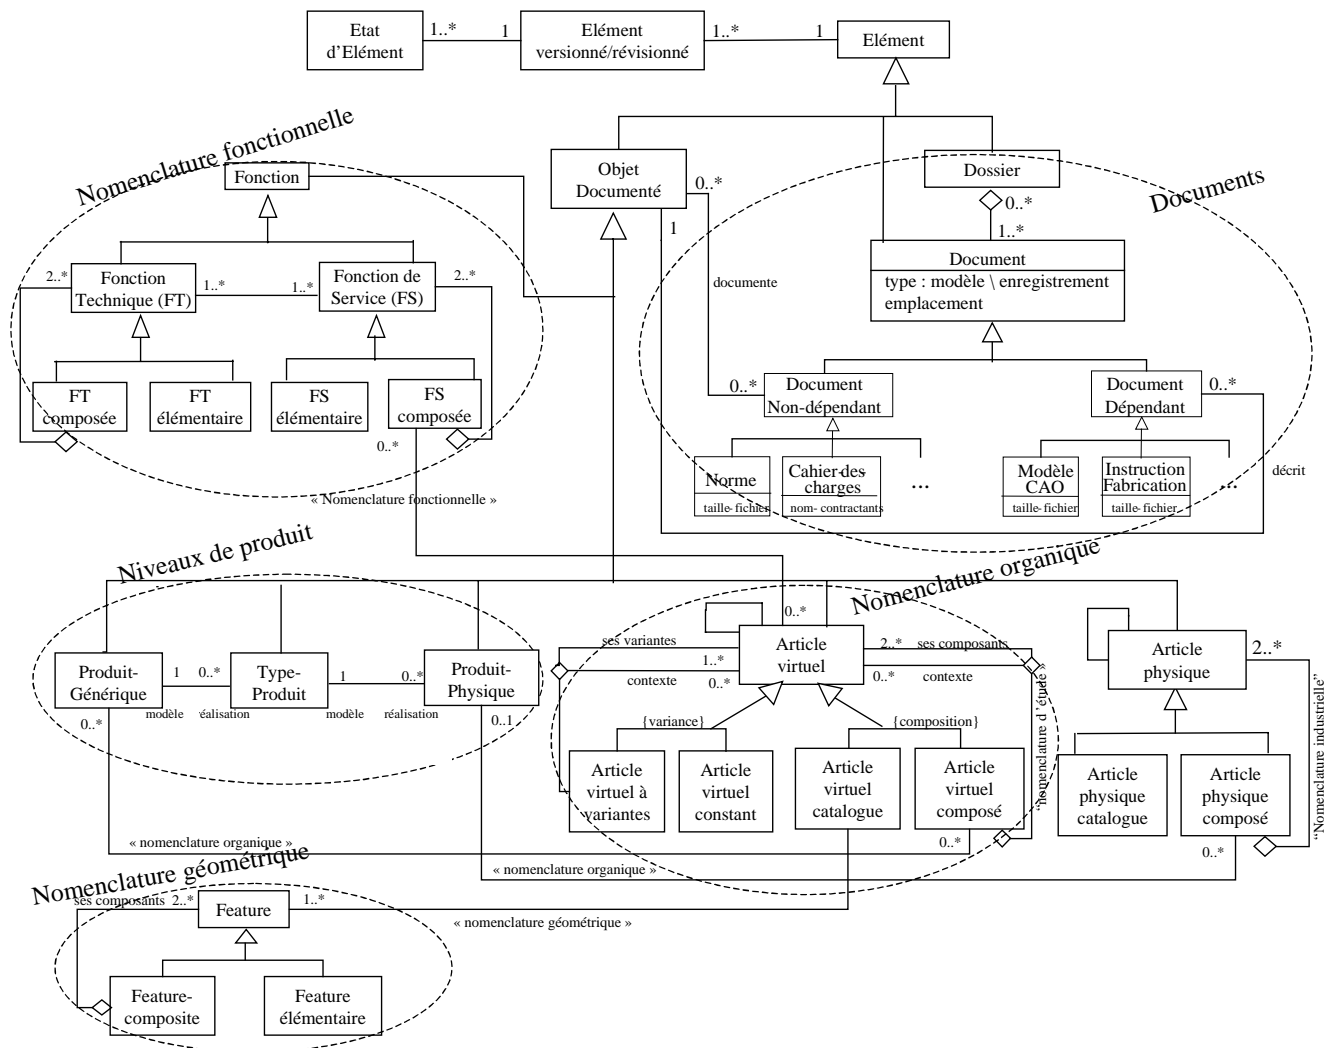 Etat
d'Elément
1..*
1
Elément
versionné/révisionné
1..*
1
Elément
Nomenclature fonctionnelle
Fonction
Objet
Documenté
0..*
1
Dossier
0..*
1..*
Documents
Document
type : modèle \ enregistrement
emplacement
documente
2..*
Fonction
Technique (FT)
1..*
1..*
Fonction de
Service (FS)
2..*
FT
composée
FT
élémentaire
FS
élémentaire
FS
composée
0..*
« Nomenclature fonctionnelle »
0..*
Document
Non-dépendant
Document
Dépendant
0..*
Norme
taille-fichier
Cahier-des-
charges
nom- contractants
...
Modèle
CAO
taille-fichier
Instruction
Fabrication
taille-fichier
...
décrit
Niveaux de produit
Nomenclature organique
Produit-
Générique
1
0..*
modèle
réalisation
Type-
Produit
1
0..*
modèle
réalisation
Produit-
Physique
0..*
0..1
0..*
ses variantes
1..*
contexte
0..*
Article
virtuel
2..*
ses composants
0..*
contexte
"nomenclature d'étude»
Article
physique
2..*
"Nomenclature industrielle"
{variance}
{composition}
Article
virtuel à
variantes
Article
virtuel
constant
Article
virtuel
catalogue
Article
virtuel
composé
0..*
Article
physique
catalogue
Article
physique
composé
0..*
« nomenclature organique »
« nomenclature organique »
Nomenclature géométrique
ses composants
2..*
Feature
1..*
« nomenclature géométrique »
Feature-
composite
Feature
élémentaire